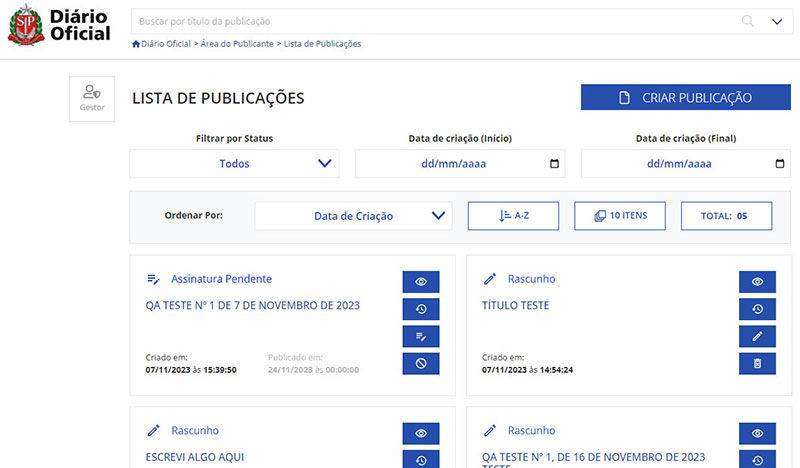 SP
Diário
Oficial
Buscar por título da publicação
Diário Oficial > Área do Publicante > Lista de Publicações
Gestor
LISTA DE PUBLICAÇÕES
CRIAR PUBLICAÇÃO
Filtrar por Status
Data de criação (Início)
Data de criação (Final)
Todos
dd/mm/aaaa
dd/mm/aaaa
Ordenar Por:
Data de Criação
A-Z
10 ITENS
TOTAL: 05
Assinatura Pendente
QA TESTE Nº 1 DE 7 DE NOVEMBRO DE 2023
Criado em:
07/11/2023 às 15:39:50
Publicado em:
24/11/2023 às 00:00:00
Rascunho
TÍTULO TESTE
Criado em:
07/11/2023 às 14:54:24
Rascunho
ESCREVI ALGO AQUI
Rascunho
QA TESTE Nº 1, DE 16 DE NOVEMBRO DE 2023
TESTE